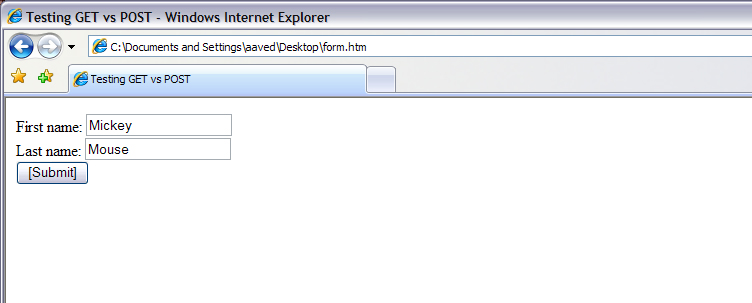 Testing GET vs POST - Windows Internet Explorer
C:\Documents and Settings\aaved\Desktop\form.htm
Testing GET vs POST
First name: Mickey
Last name: Mouse
[Submit]